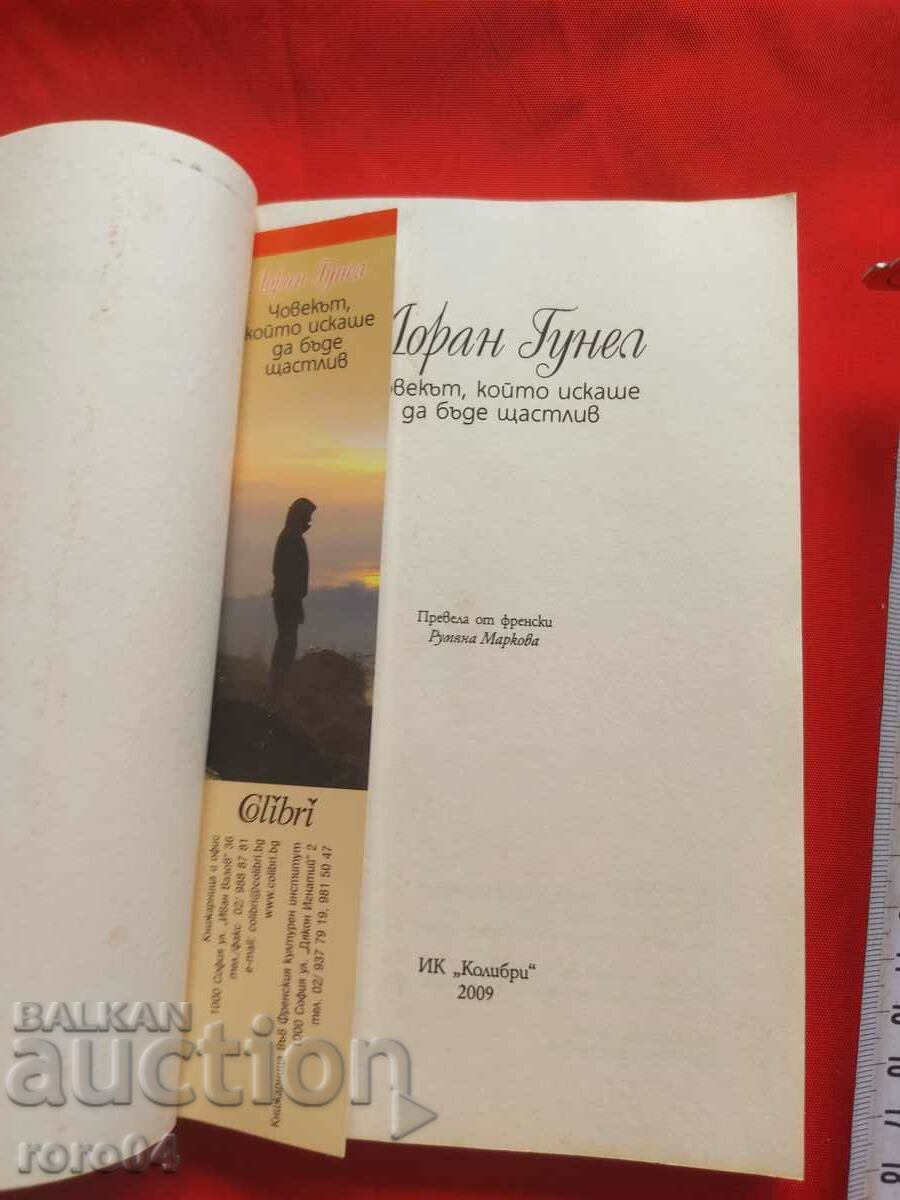 Лоран Гунел
Човекът,
който искаше
да бъде
щастлив
Colibri
Книжарница и офис
1000 София ул. "Иван Вазов" 36
тел./факс 02/ 988 87 81
e-mail: colibri@colibri.bg
www.colibri.bg
Книжарница във Френския културен институт
1000 София ул. "Дякон Игнатий" 2
тел. 02/ 937 79 19, 981 50 47
Лоран Гунел
овекът, който искаше
да бъде щастлив
Превела от френски
Румяна Маркова
ИК „Колибри“
2009
BALKAN
auction
roro04
16
17
18